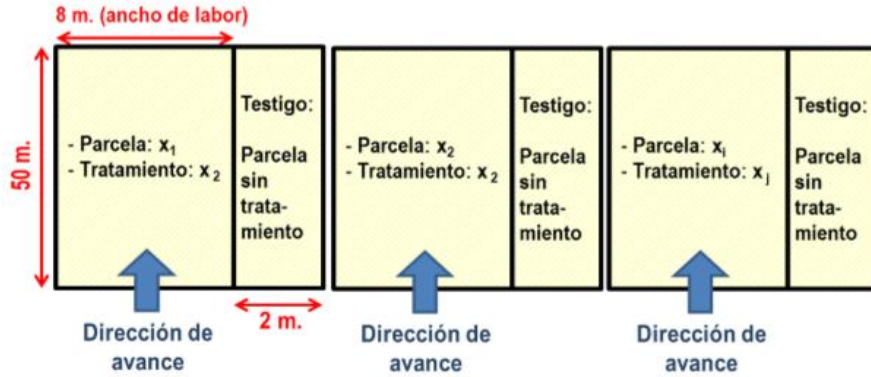 8 m. (ancho de labor)
50 m.
- Parcela: x₁
- Tratamiento: x₂
Testigo:
Parcela
sin
trata-
miento
- Parcela: x₂
- Tratamiento: x₂
Testigo:
Parcela
sin
trata-
miento
- Parcela: xᵢ
- Tratamiento: xⱼ
Testigo:
Parcela
sin
trata-
miento
2 m.
Dirección de
avance
Dirección de
avance
Dirección de
avance